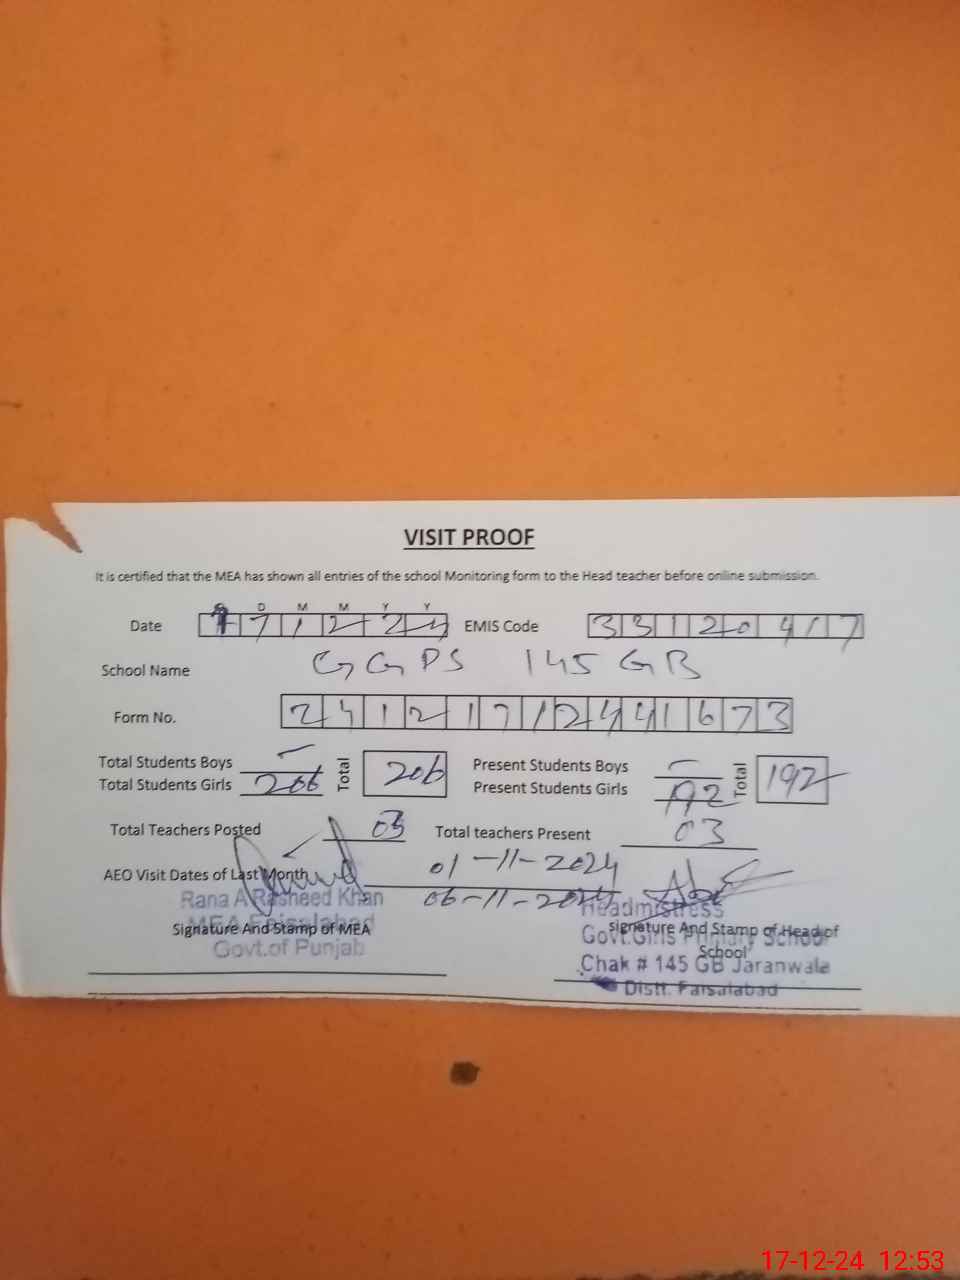 VISIT PROOF
It is certified that the MEA has shown all entries of the school Monitoring form to the Head teacher before online submission.
D M M Y Y
Date 1 7 1 2 2 4 EMIS Code 3 3 1 2 0 4 1 7
School Name GGPS 145 GB
Form No. 2 4 1 2 1 7 1 2 4 4 1 6 7 3
Total Students Boys - Total 206 Present Students Boys - Total 192
Total Students Girls 206 Present Students Girls 192
Total Teachers Posted 03 Total teachers Present 03
AEO Visit Dates of Last Month 01-11-2024
06-11-2024
Rana A Rasheed Khan
MEA Faisalabad
Govt.of Punjab
Signature And Stamp of MEA
Headmistress
Govt.Girls Primary School
Chak # 145 GB Jaranwala
Distt. Faisalabad
Signature And Stamp of Head of
School
17-12-24 12:53